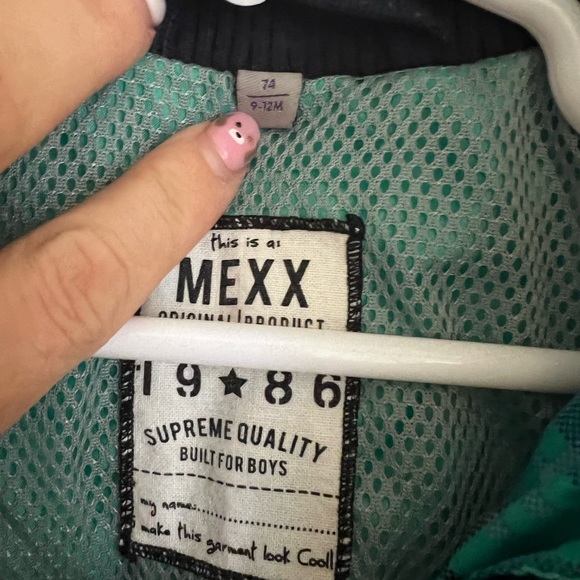 74
9-12M
this is a:
MEXX
ORIGINAL PRODUCT
19★86
SUPREME QUALITY
BUILT FOR BOYS
my name:...................
make this garment look Cool!